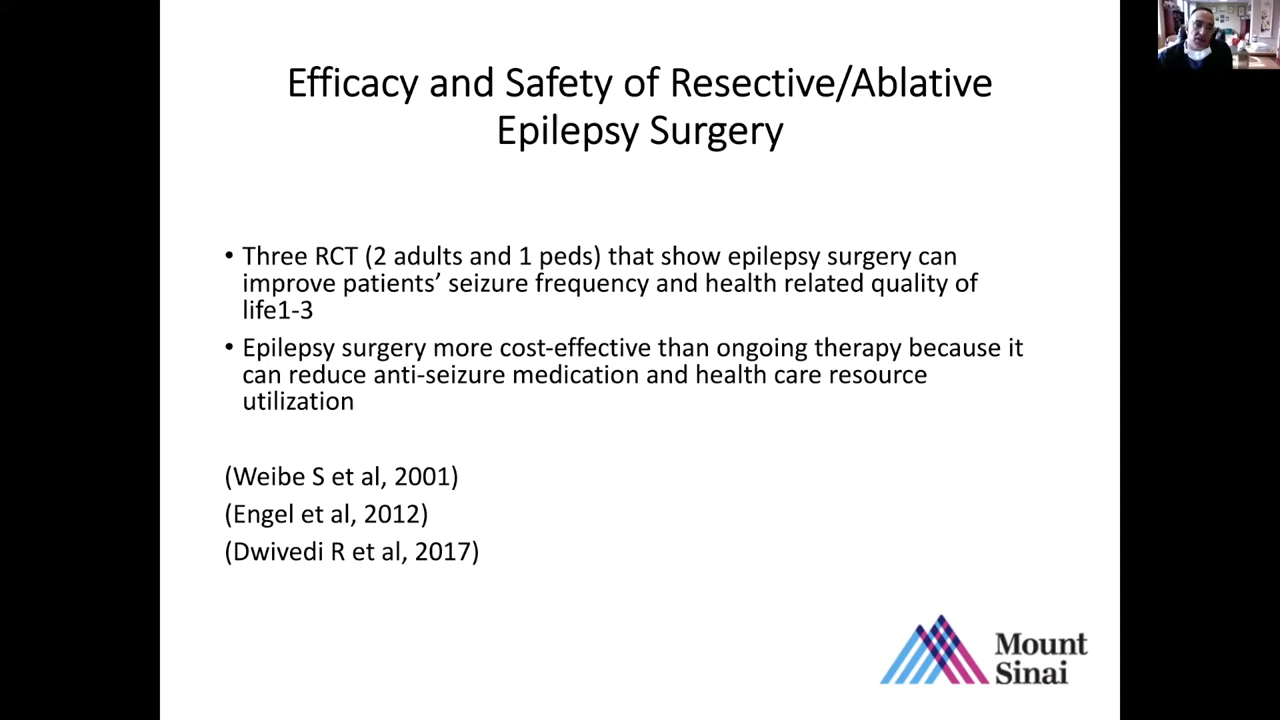 Efficacy and Safety of Resective/Ablative
Epilepsy Surgery
• Three RCT (2 adults and 1 peds) that show epilepsy surgery can
improve patients’ seizure frequency and health related quality of
life1-3
• Epilepsy surgery more cost-effective than ongoing therapy because it
can reduce anti-seizure medication and health care resource
utilization
(Weibe S et al, 2001)
(Engel et al, 2012)
(Dwivedi R et al, 2017)
Mount
Sinai